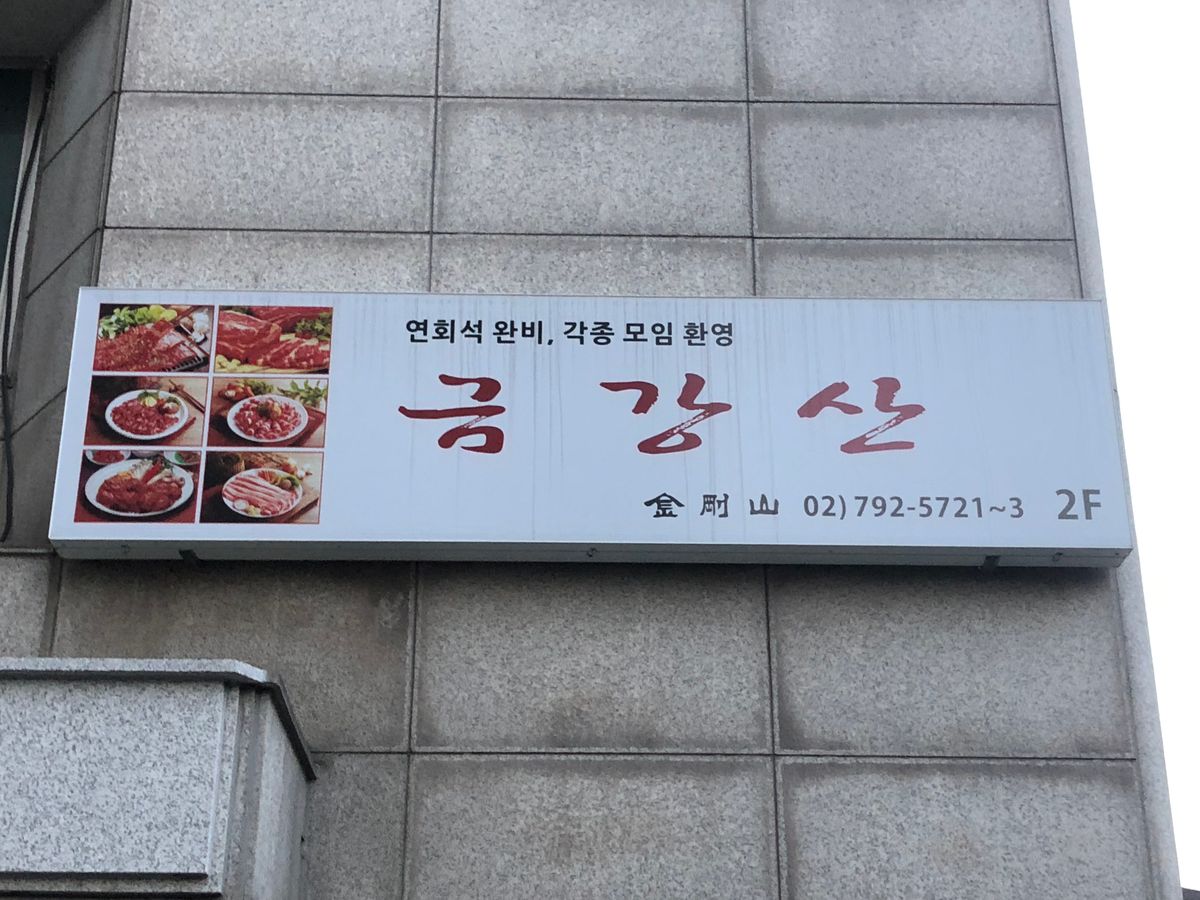 연회석 완비, 각종 모임 환영
금강산
金剛山 02) 792-5721~3 2F